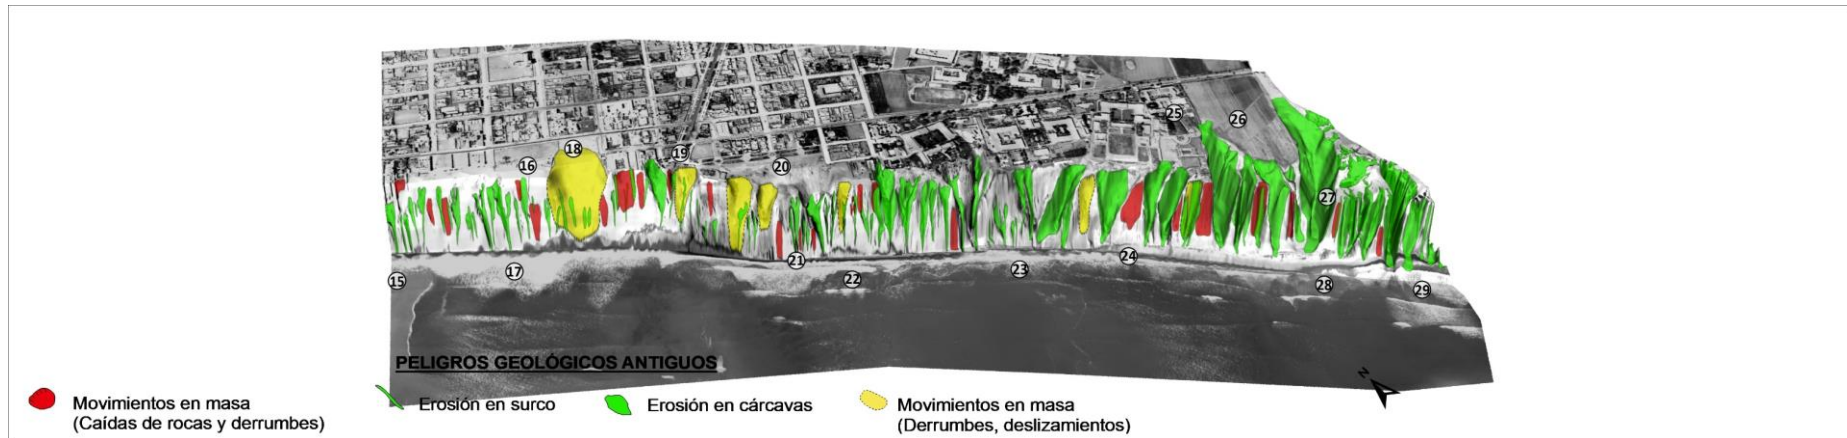 18
19
16
20
25
26
27
21
24
17
23
15
22
28
29
PELIGROS GEOLÓGICOS ANTIGUOS
N
Movimientos en masa
(Caídas de rocas y derrumbes)
Erosión en surco
Erosión en cárcavas
Movimientos en masa
(Derrumbes, deslizamientos)